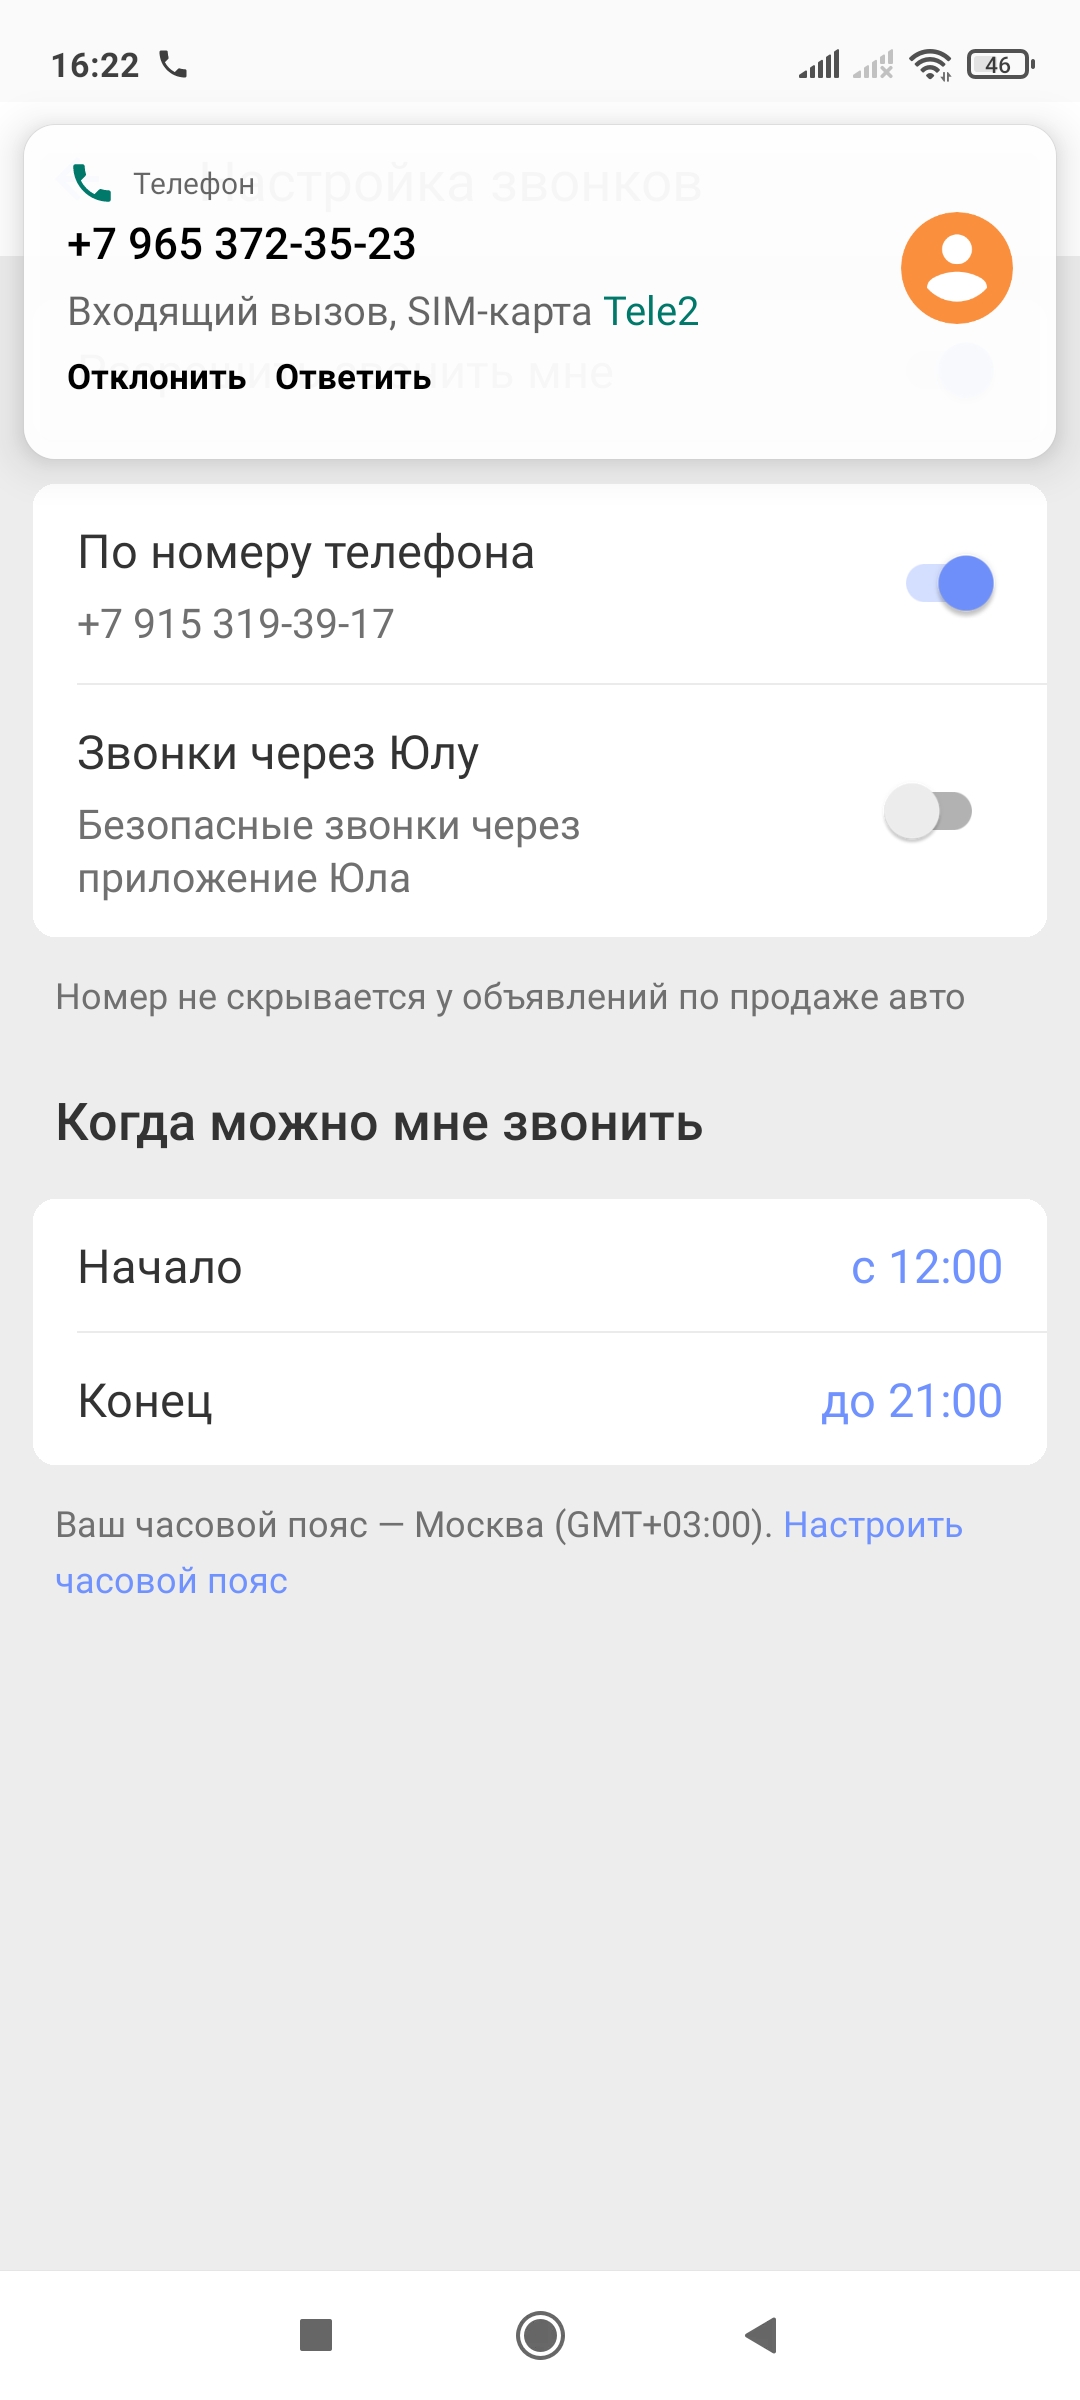 16:22
46
Настройка звонков
Телефон
+7 965 372-35-23
Входящий вызов, SIM-карта Tele2
Отклонить Ответить
мне
По номеру телефона
+7 915 319-39-17
Звонки через Юлу
Безопасные звонки через
приложение Юла
Номер не скрывается у объявлений по продаже авто
Когда можно мне звонить
Начало
с 12:00
Конец
до 21:00
Ваш часовой пояс — Москва (GMT+03:00). Настроить
часовой пояс